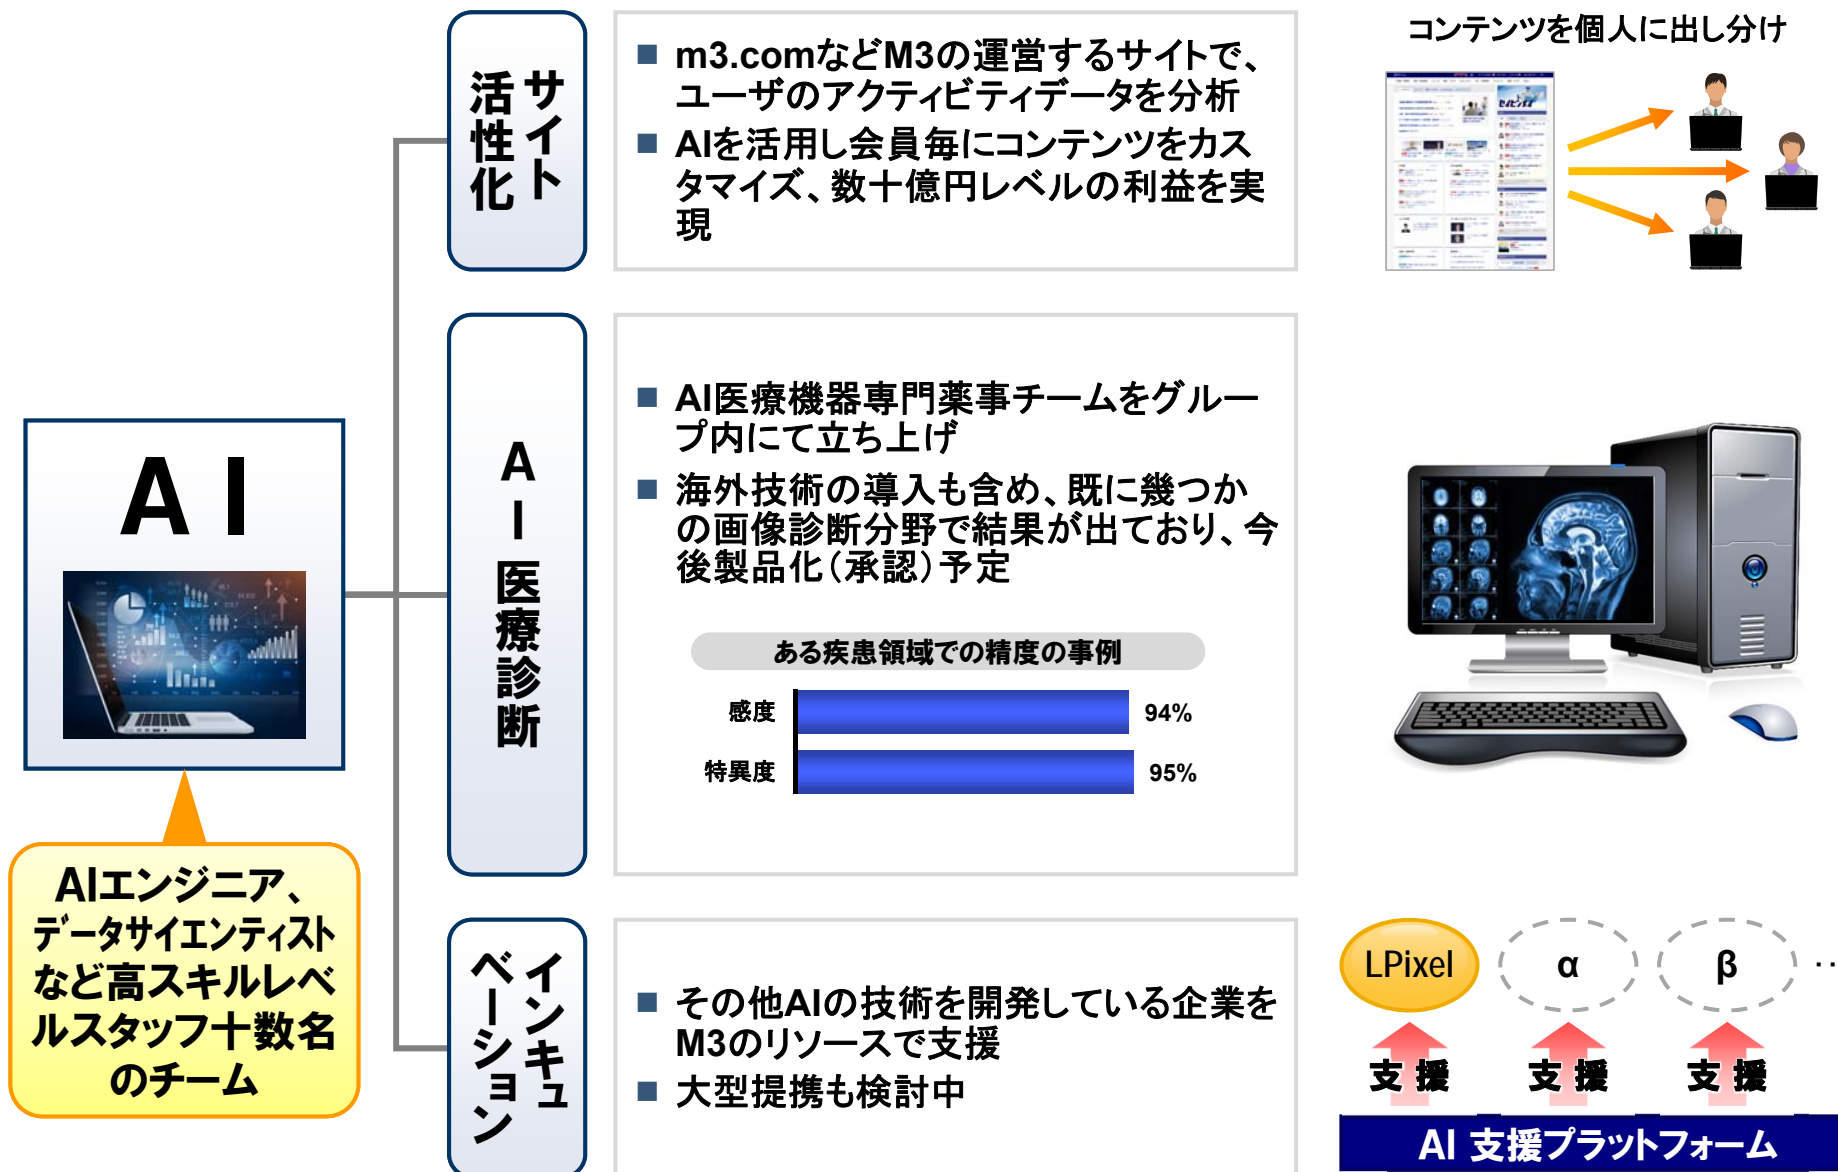 AI
AIエンジニア、
データサイエンティスト
など高スキルレベ
ルスタッフ十数名
のチーム
サイト
活性化
m3.comなどM3の運営するサイトで、
ユーザのアクティビティデータを分析
AIを活用し会員毎にコンテンツをカス
タマイズ、数十億円レベルの利益を実
現
コンテンツを個人に出し分け
AI医療診断
AI医療機器専門薬事チームをグルー
プ内にて立ち上げ
海外技術の導入も含め、既に幾つか
の画像診断分野で結果が出ており、今
後製品化(承認)予定
ある疾患領域での精度の事例
感度 94%
特異度 95%
インキュ
ベーション
その他AIの技術を開発している企業を
M3のリソースで支援
大型提携も検討中
LPixel α β ‥
支援 支援 支援
AI 支援プラットフォーム